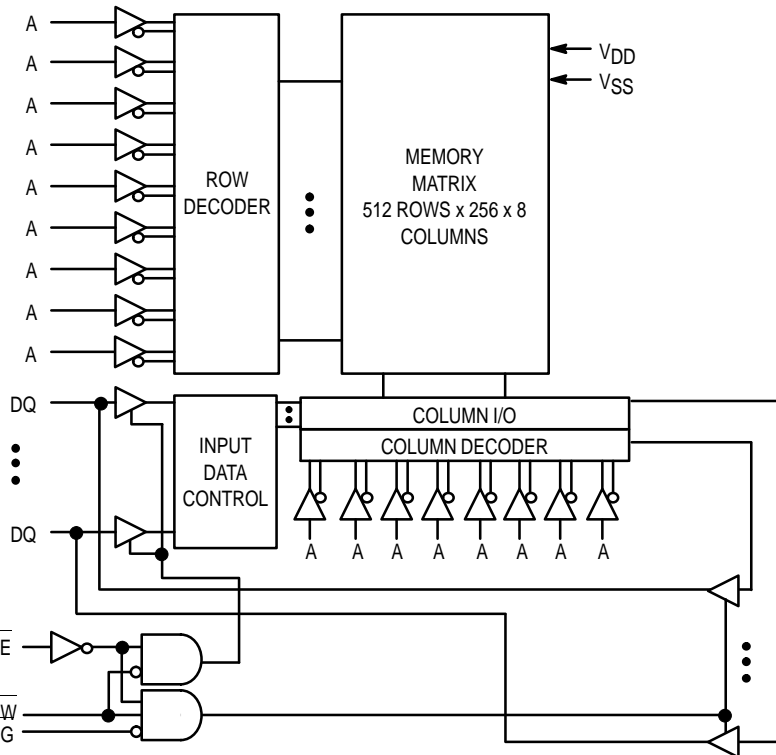 A
A
A
A
A
A
A
A
A
ROW
DECODER
MEMORY
MATRIX
512 ROWS x 256 x 8
COLUMNS
VDD
VSS
DQ
DQ
INPUT
DATA
CONTROL
COLUMN I/O
COLUMN DECODER
A A A A A A A A
E
W
G